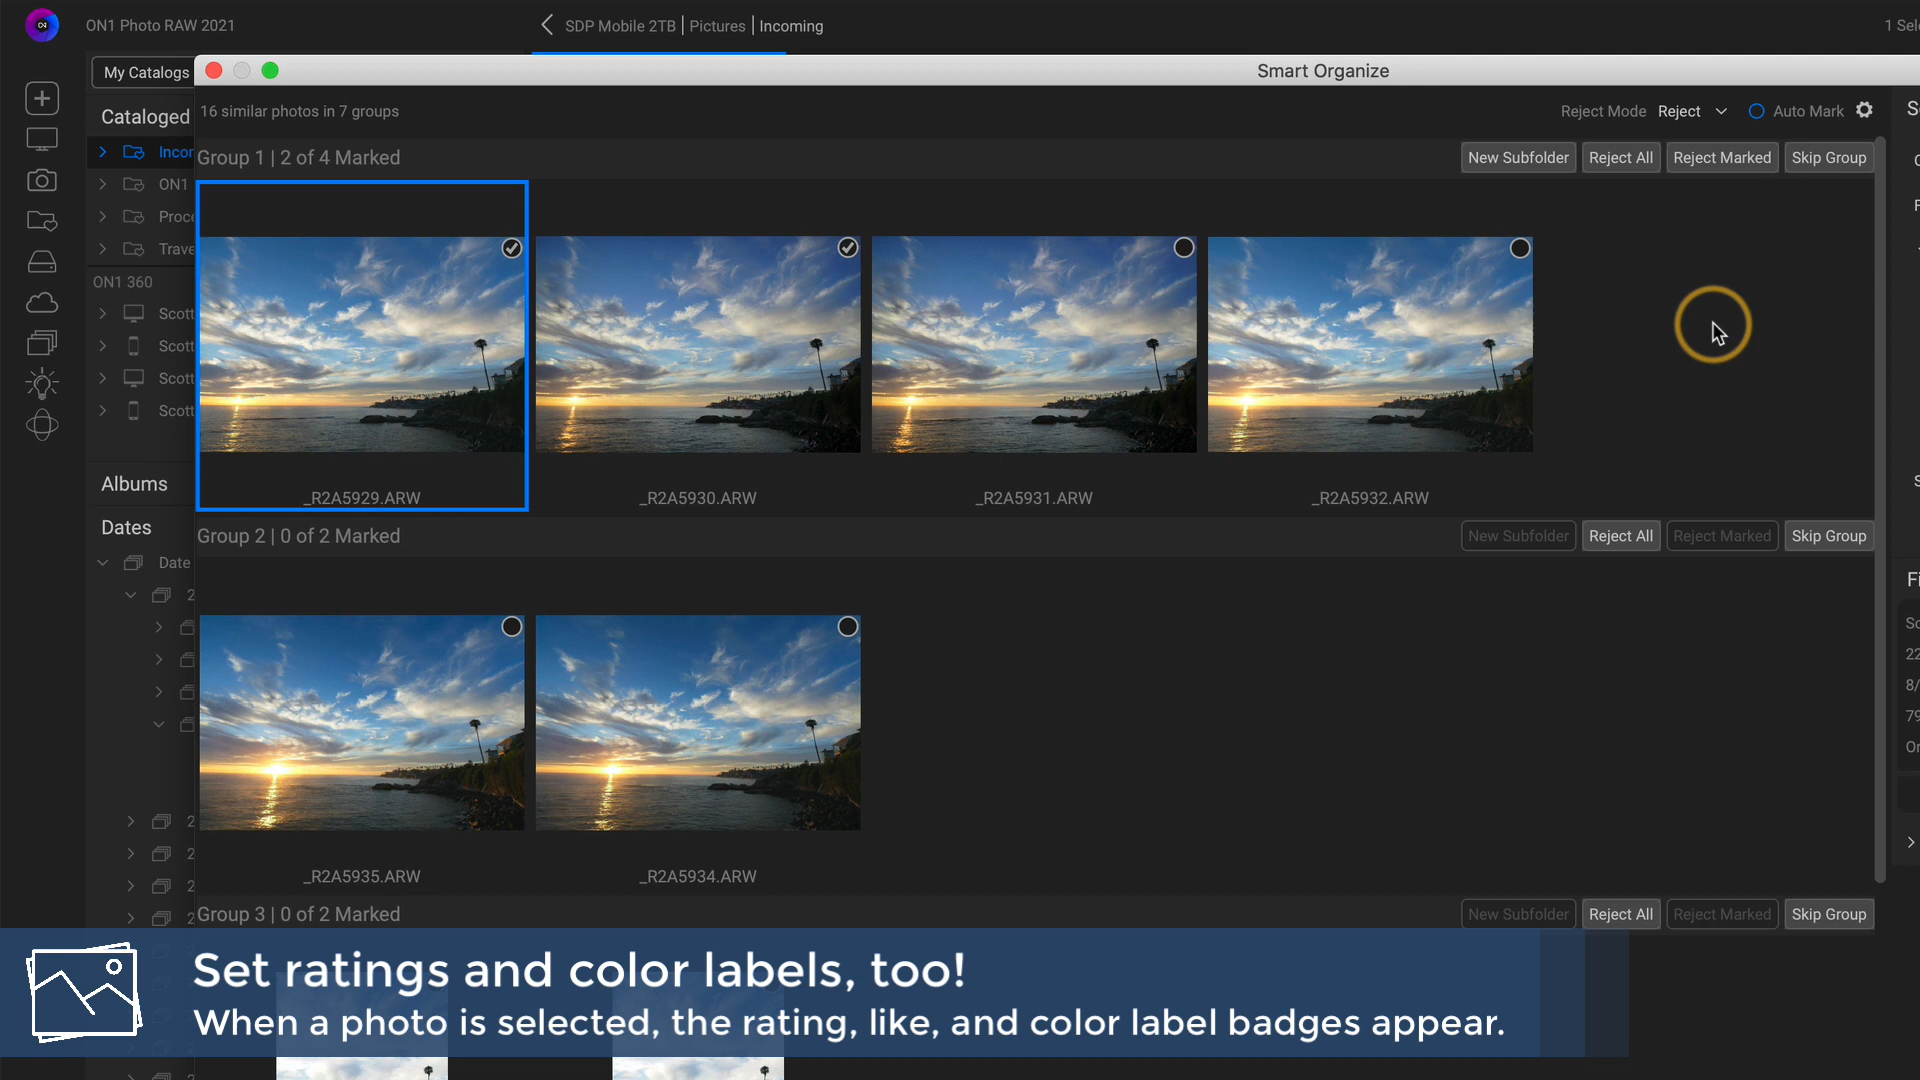 ON1 Photo RAW 2021
SDP Mobile 2TB | Pictures | Incoming
My Catalogs
Smart Organize
16 similar photos in 7 groups
Reject Mode Reject Auto Mark
Cataloged
Group 1 | 2 of 4 Marked
New Subfolder Reject All Reject Marked Skip Group
ON1
ON1 360
Scott
Scott
Scott
Scott
_R2A5929.ARW _R2A5930.ARW _R2A5931.ARW _R2A5932.ARW
Albums
Dates
Date
Group 2 | 0 of 2 Marked
New Subfolder Reject All Reject Marked Skip Group
_R2A5935.ARW _R2A5934.ARW
Group 3 | 0 of 2 Marked
New Subfolder Reject All Reject Marked Skip Group
Set ratings and color labels, too!
When a photo is selected, the rating, like, and color label badges appear.